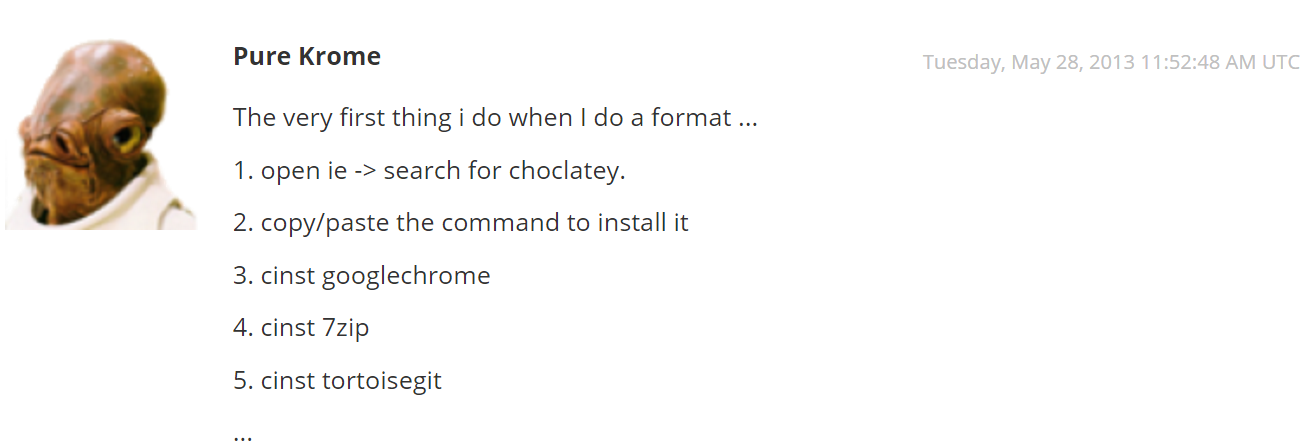 Pure Krome
Tuesday, May 28, 2013 11:52:48 AM UTC
The very first thing i do when I do a format ...
1. open ie -> search for choclatey.
2. copy/paste the command to install it
3. cinst googlechrome
4. cinst 7zip
5. cinst tortoisegit
...